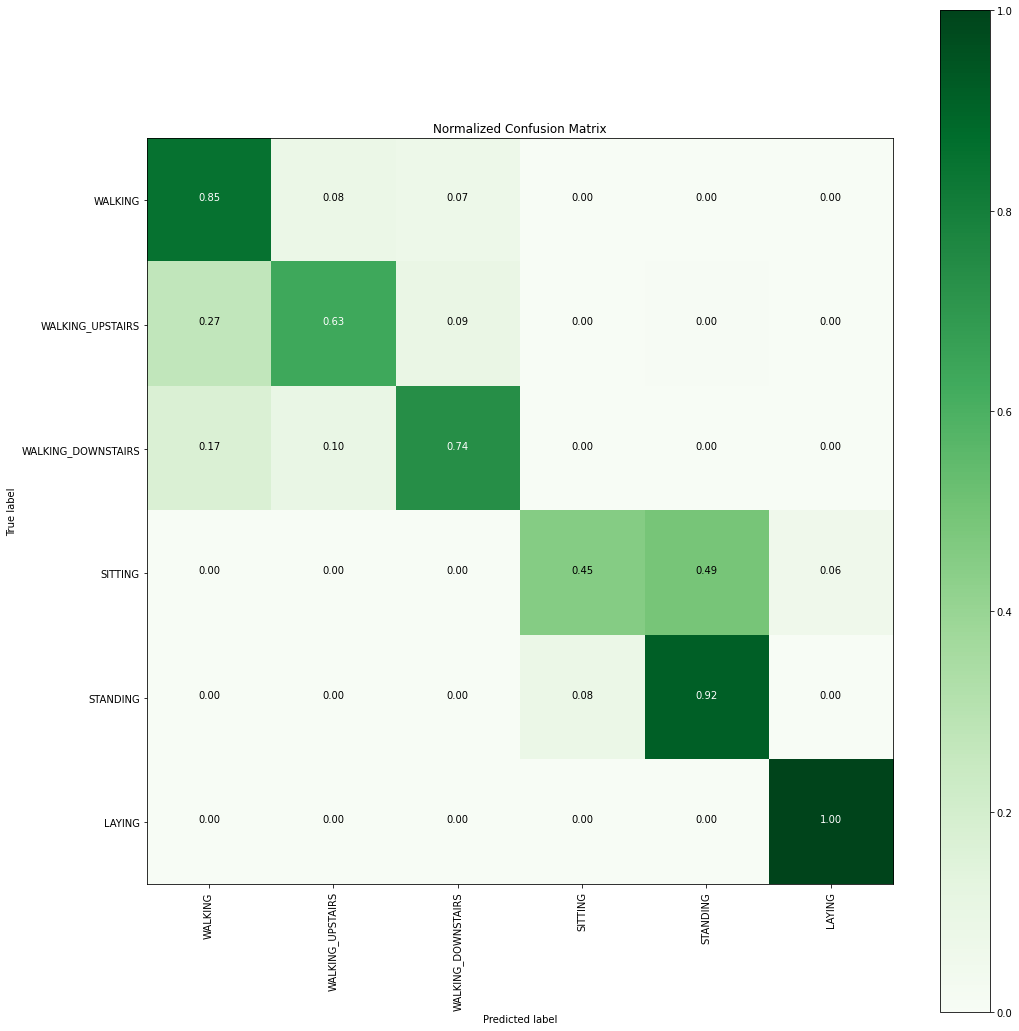 Normalized Confusion Matrix
True label
WALKING 0.85 0.08 0.07 0.00 0.00 0.00
WALKING_UPSTAIRS 0.27 0.63 0.09 0.00 0.00 0.00
WALKING_DOWNSTAIRS 0.17 0.10 0.74 0.00 0.00 0.00
SITTING 0.00 0.00 0.00 0.45 0.49 0.06
STANDING 0.00 0.00 0.00 0.08 0.92 0.00
LAYING 0.00 0.00 0.00 0.00 0.00 1.00
WALKING
WALKING_UPSTAIRS
WALKING_DOWNSTAIRS
SITTING
STANDING
LAYING
Predicted label
1.0
0.8
0.6
0.4
0.2
0.0